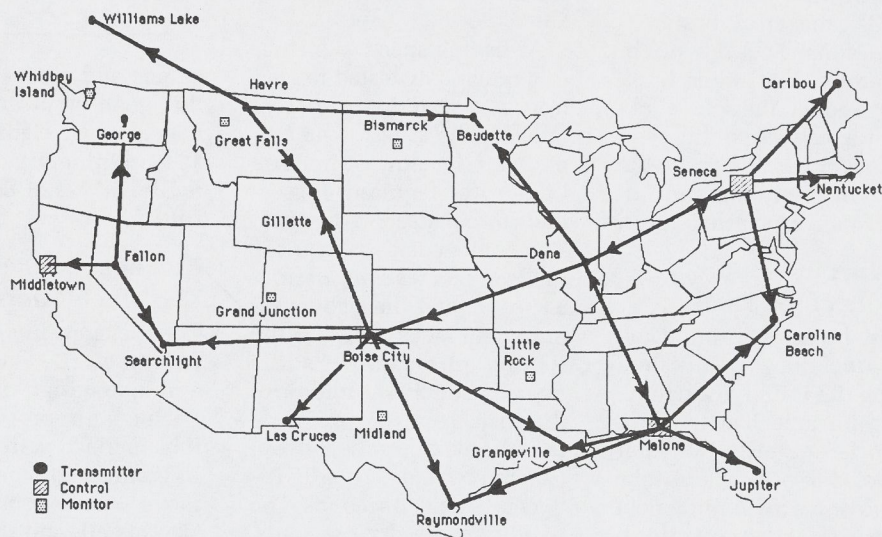 Williams Lake
Whidbey
Island
Havre
Caribou
George
Great Falls
Bismarck
Baudette
Seneca
Nantucket
Gillette
Dana
Fallon
Middletown
Grand Junction
Searchlight
Boise City
Little
Rock
Carolina
Beach
Las Cruces
Midland
Grangeville
Malone
Jupiter
Raymondville
Transmitter
Control
Monitor